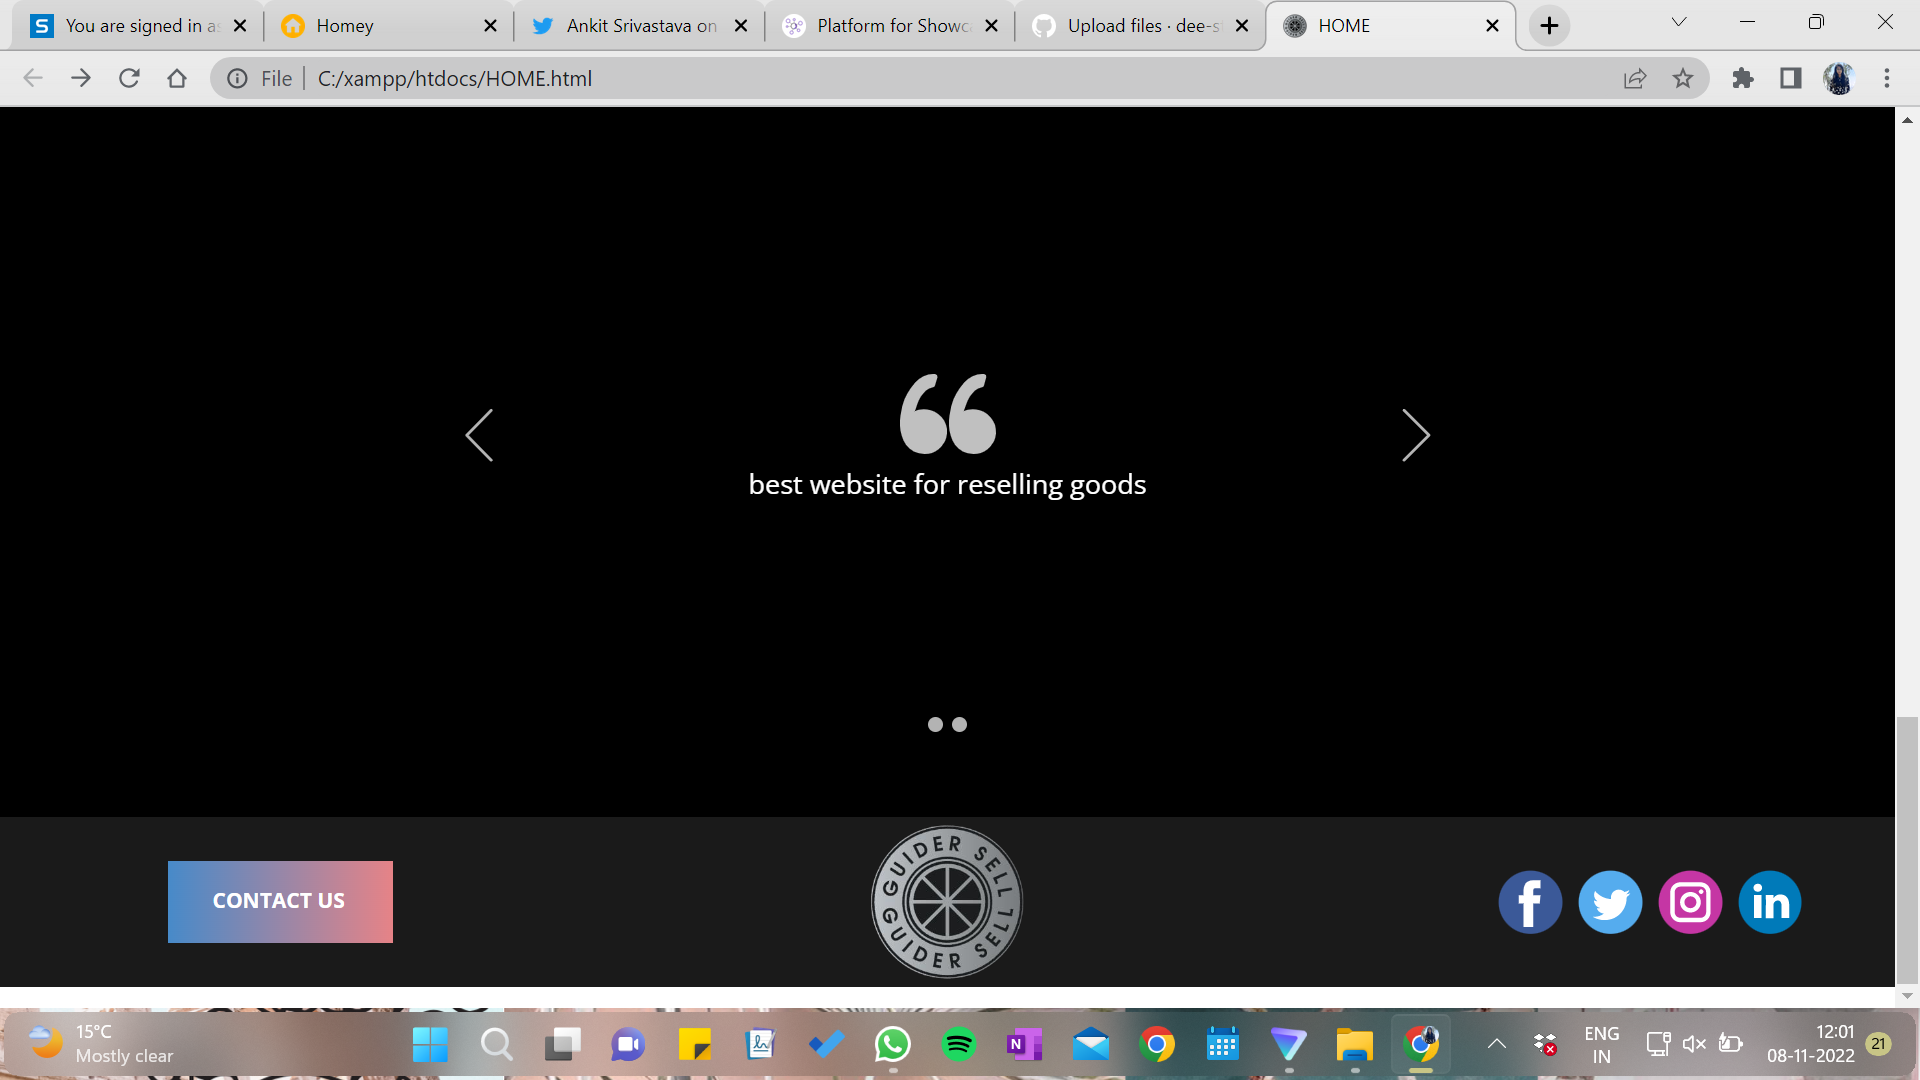 You are signed in as
Homey
Ankit Srivastava on
Platform for Showc
Upload files · dee-s
HOME
File
C:/xampp/htdocs/HOME.html
best website for reselling goods
CONTACT US
GUIDER SELL
GUIDER SELL
15°C
Mostly clear
ENG
IN
12:01
08-11-2022
21